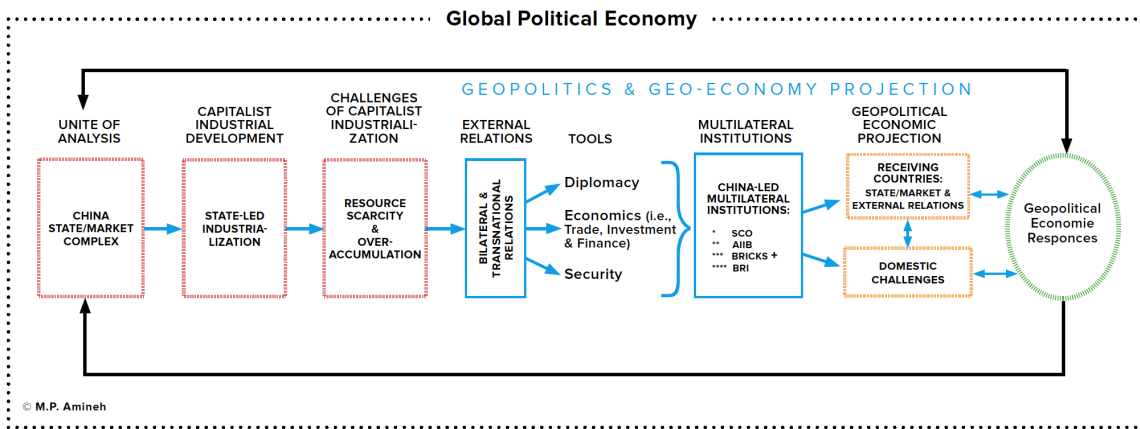 Global Political Economy
GEOPOLITICS & GEO-ECONOMY PROJECTION
UNITE OF
ANALYSIS
CHINA
STATE/MARKET
COMPLEX
CAPITALIST
INDUSTRIAL
DEVELOPMENT
STATE-LED
INDUSTRIA-
LIZATION
CHALLENGES
OF CAPITALIST
INDUSTRIALI-
ZATION
RESOURCE
SCARCITY
&
OVER-
ACCUMULATION
EXTERNAL
RELATIONS
BILATERAL &
TRANSNATIONAL
RELATIONS
TOOLS
Diplomacy
Economics (i.e.,
Trade, Investment
& Finance)
Security
MULTILATERAL
INSTITUTIONS
CHINA-LED
MULTILATERAL
INSTITUTIONS:
* SCO
** AIIB
*** BRICKS +
**** BRI
GEOPOLITICAL
ECONOMIC
PROJECTION
RECEIVING
COUNTRIES:
STATE/MARKET &
EXTERNAL RELATIONS
DOMESTIC
CHALLENGES
Geopolitical
Economie
Responces
© M.P. Amineh